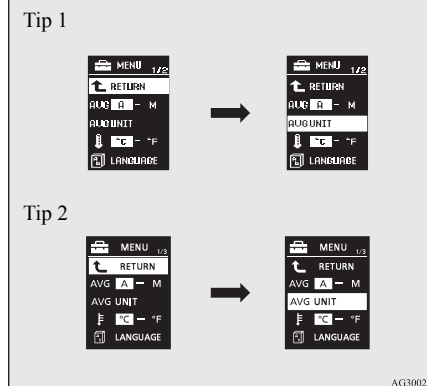 Tip 1
MENU 1/2
RETURN
AVG A - M
AVG UNIT
°C - °F
LANGUAGE
MENU 1/2
RETURN
AVG A - M
AVG UNIT
°C - °F
LANGUAGE
Tip 2
MENU 1/3
RETURN
AVG A - M
AVG UNIT
°C - °F
LANGUAGE
MENU 1/3
RETURN
AVG A - M
AVG UNIT
°C - °F
LANGUAGE
AG3002